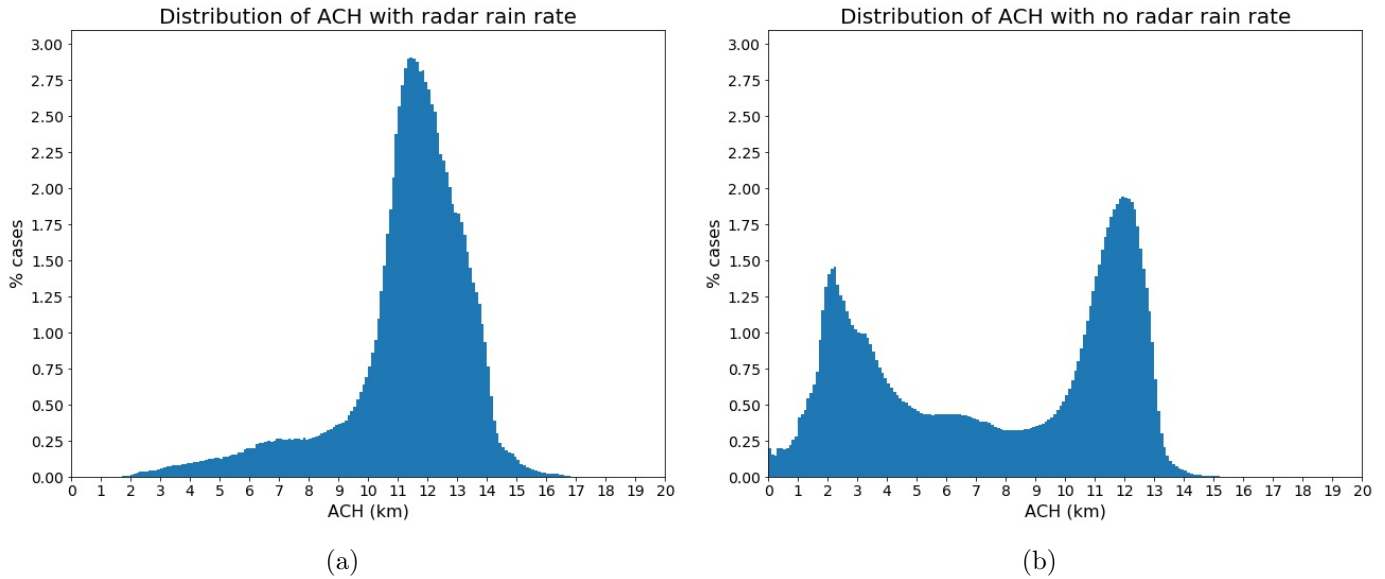 Distribution of ACH with radar rain rate
3.00
2.75
2.50
2.25
2.00
1.75
1.50
1.25
1.00
0.75
0.50
0.25
0.00
% cases
0 1 2 3 4 5 6 7 8 9 10 11 12 13 14 15 16 17 18 19 20
ACH (km)
(a)
Distribution of ACH with no radar rain rate
3.00
2.75
2.50
2.25
2.00
1.75
1.50
1.25
1.00
0.75
0.50
0.25
0.00
% cases
0 1 2 3 4 5 6 7 8 9 10 11 12 13 14 15 16 17 18 19 20
ACH (km)
(b)